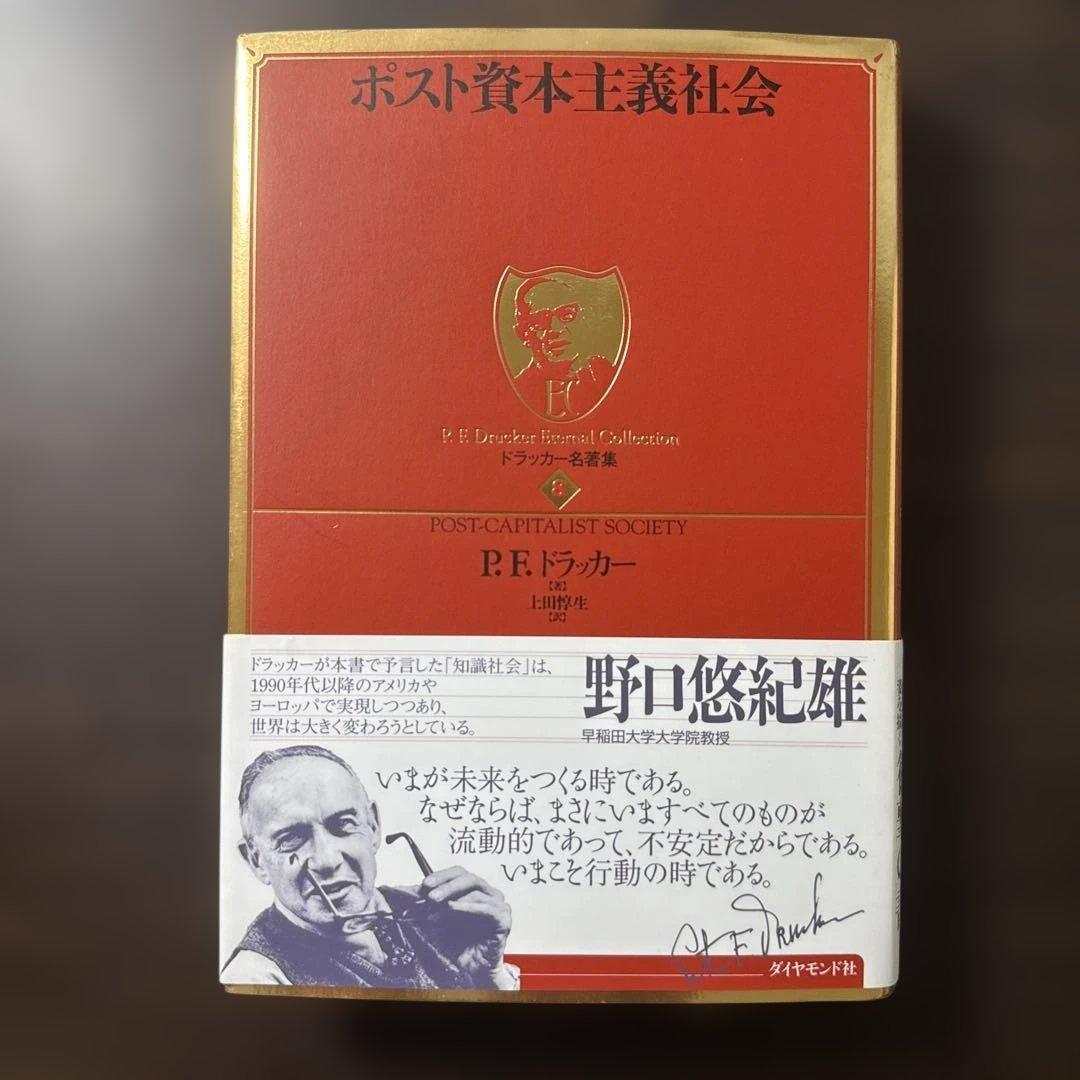 ポスト資本主義社会
EC
P. F. Drucker Eternal Collection
ドラッカー名著集
8
POST-CAPITALIST SOCIETY
P. F. ドラッカー
【著】
上田惇生
【訳】
ドラッカーが本書で予言した「知識社会」は、
1990年代以降のアメリカや
ヨーロッパで実現しつつあり、
世界は大きく変わろうとしている。
野口悠紀雄
早稲田大学大学院教授
いまが未来をつくる時である。
なぜならば、まさにいますべてのものが
流動的であって、不安定だからである。
いまこそ行動の時である。
Peter F. Drucker
ダイヤモンド社